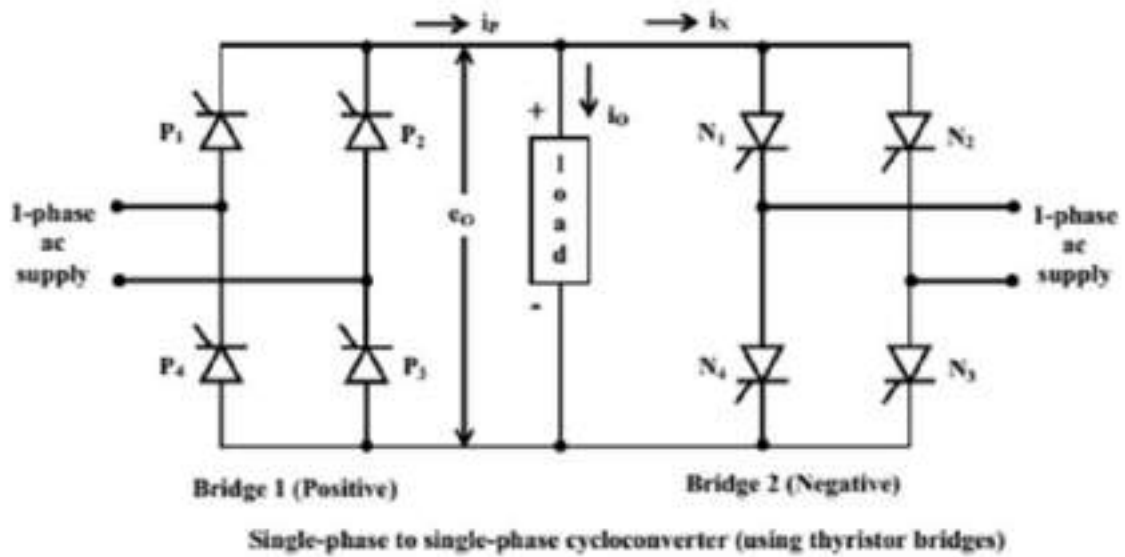 iP
iN
P1
P2
+
iO
N1
N2
load
1-phase
ac
supply
eO
1-phase
ac
supply
-
P4
P3
N4
N3
Bridge 1 (Positive)
Bridge 2 (Negative)
Single-phase to single-phase cycloconverter (using thyristor bridges)